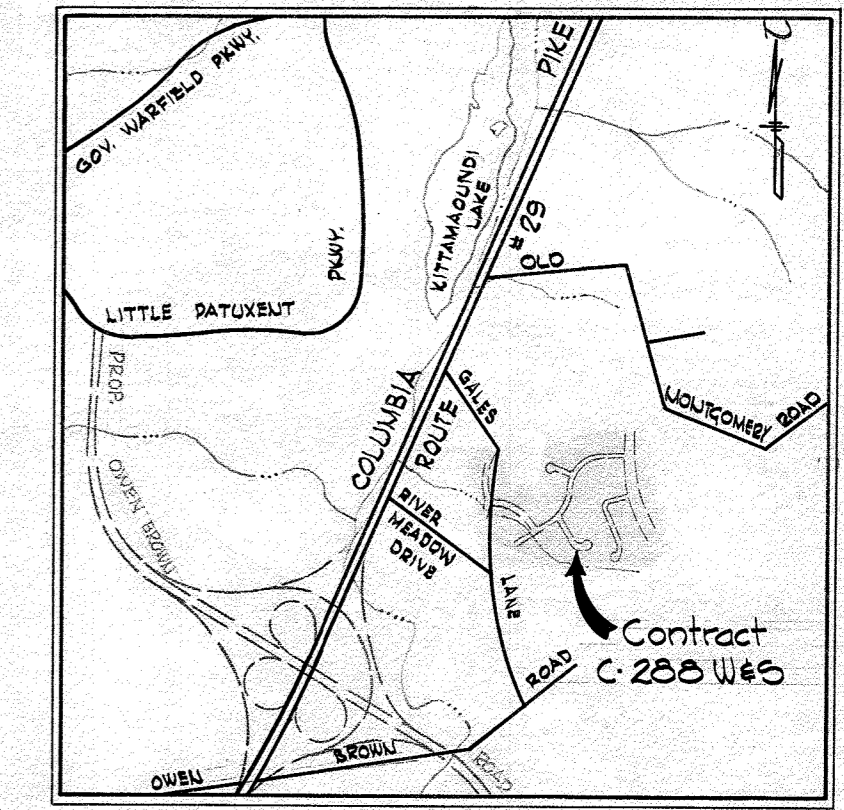 GOV. WARFIELD PKWY.
PIKE
N
KITTAMAQUNDI
LAKE
# 29
OLD
PKWY.
LITTLE PATUXENT
PROP.
COLUMBIA
ROUTE
GALES
MONTGOMERY ROAD
OWEN BROWN
RIVER
MEADOW
DRIVE
LANE
Contract
C. 288 W&S
ROAD
OWEN
BROWN
ROAD